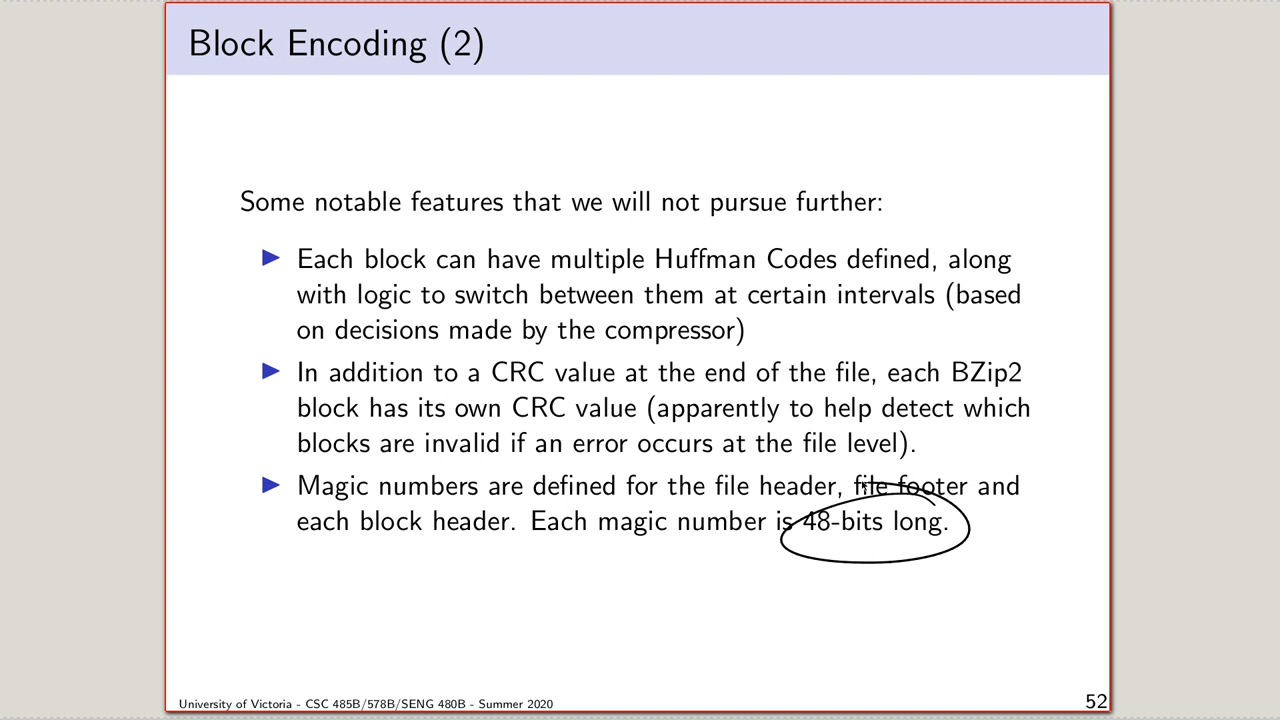 Block Encoding (2)
Some notable features that we will not pursue further:
Each block can have multiple Huffman Codes defined, along
with logic to switch between them at certain intervals (based
on decisions made by the compressor)
In addition to a CRC value at the end of the file, each BZip2
block has its own CRC value (apparently to help detect which
blocks are invalid if an error occurs at the file level).
Magic numbers are defined for the file header, file footer and
each block header. Each magic number is 48-bits long.
University of Victoria - CSC 485B/578B/SENG 480B - Summer 2020
52